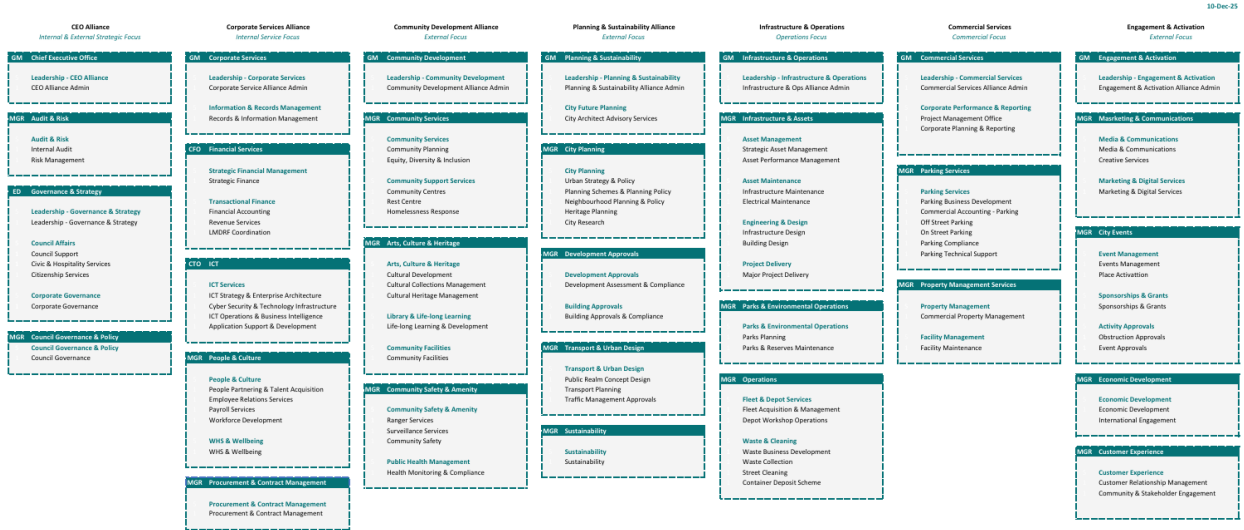 10-Dec-25
CEO Alliance
Internal & External Strategic Focus
GM Chief Executive Office
Leadership - CEO Alliance
CEO Alliance Admin
MGR Audit & Risk
Audit & Risk
Internal Audit
Risk Management
ED Governance & Strategy
Leadership - Governance & Strategy
Leadership - Governance & Strategy
Council Affairs
Council Support
Civic & Hospitality Services
Citizenship Services
Corporate Governance
Corporate Governance
MGR Council Governance & Policy
Council Governance & Policy
Council Governance
Corporate Services Alliance
Internal Service Focus
GM Corporate Services
Leadership - Corporate Services
Corporate Service Alliance Admin
Information & Records Management
Records & Information Management
CFO Financial Services
Strategic Financial Management
Strategic Finance
Transactional Finance
Financial Accounting
Revenue Services
LMDRF Coordination
CTO ICT
ICT Services
ICT Strategy & Enterprise Architecture
Cyber Security & Technology Infrastructure
ICT Operations & Business Intelligence
Application Support & Development
MGR People & Culture
People & Culture
People Partnering & Talent Acquisition
Employee Relations Services
Payroll Services
Workforce Development
WHS & Wellbeing
WHS & Wellbeing
MGR Procurement & Contract Management
Procurement & Contract Management
Procurement & Contract Management
Community Development Alliance
External Focus
GM Community Development
Leadership - Community Development
Community Development Alliance Admin
MGR Community Services
Community Services
Community Planning
Equity, Diversity & Inclusion
Community Support Services
Community Centres
Rest Centre
Homelessness Response
MGR Arts, Culture & Heritage
Arts, Culture & Heritage
Cultural Development
Cultural Collections Management
Cultural Heritage Management
Library & Life-long Learning
Life-long Learning & Development
Community Facilities
Community Facilities
MGR Community Safety & Amenity
Community Safety & Amenity
Ranger Services
Surveillance Services
Community Safety
Public Health Management
Health Monitoring & Compliance
Planning & Sustainability Alliance
External Focus
GM Planning & Sustainability
Leadership - Planning & Sustainability
Planning & Sustainability Alliance Admin
City Future Planning
City Architect Advisory Services
MGR City Planning
City Planning
Urban Strategy & Policy
Planning Schemes & Planning Policy
Neighbourhood Planning & Policy
Heritage Planning
City Research
MGR Development Approvals
Development Approvals
Development Assessment & Compliance
Building Approvals
Building Approvals & Compliance
MGR Transport & Urban Design
Transport & Urban Design
Public Realm Concept Design
Transport Planning
Traffic Management Approvals
MGR Sustainability
Sustainability
Sustainability
Infrastructure & Operations
Operations Focus
GM Infrastructure & Operations
Leadership - Infrastructure & Operations
Infrastructure & Ops Alliance Admin
MGR Infrastructure & Assets
Asset Management
Strategic Asset Management
Asset Performance Management
Asset Maintenance
Infrastructure Maintenance
Electrical Maintenance
Engineering & Design
Infrastructure Design
Building Design
Project Delivery
Major Project Delivery
MGR Parks & Environmental Operations
Parks & Environmental Operations
Parks Planning
Parks & Reserves Maintenance
MGR Operations
Fleet & Depot Services
Fleet Acquisition & Management
Depot Workshop Operations
Waste & Cleaning
Waste Business Development
Waste Collection
Street Cleaning
Container Deposit Scheme
Commercial Services
Commercial Focus
GM Commercial Services
Leadership - Commercial Services
Commercial Services Alliance Admin
Corporate Performance & Reporting
Project Management Office
Corporate Planning & Reporting
MGR Parking Services
Parking Services
Parking Business Development
Commercial Accounting - Parking
Off Street Parking
On Street Parking
Parking Compliance
Parking Technical Support
MGR Property Management Services
Property Management
Commercial Property Management
Facility Management
Facility Maintenance
Engagement & Activation
External Focus
GM Engagement & Activation
Leadership - Engagement & Activation
Engagement & Activation Alliance Admin
MGR Masrketing & Communications
Media & Communications
Media & Communications
Creative Services
Marketing & Digital Services
Marketing & Digital Services
MGR City Events
Event Management
Events Management
Place Activattion
Sponsorships & Grants
Sponsorships & Grants
Activity Approvals
Obstruction Approvals
Event Approvals
MGR Economic Development
Economic Development
Economic Development
International Engagement
MGR Customer Experience
Customer Experience
Customer Relationship Management
Community & Stakeholder Engagement